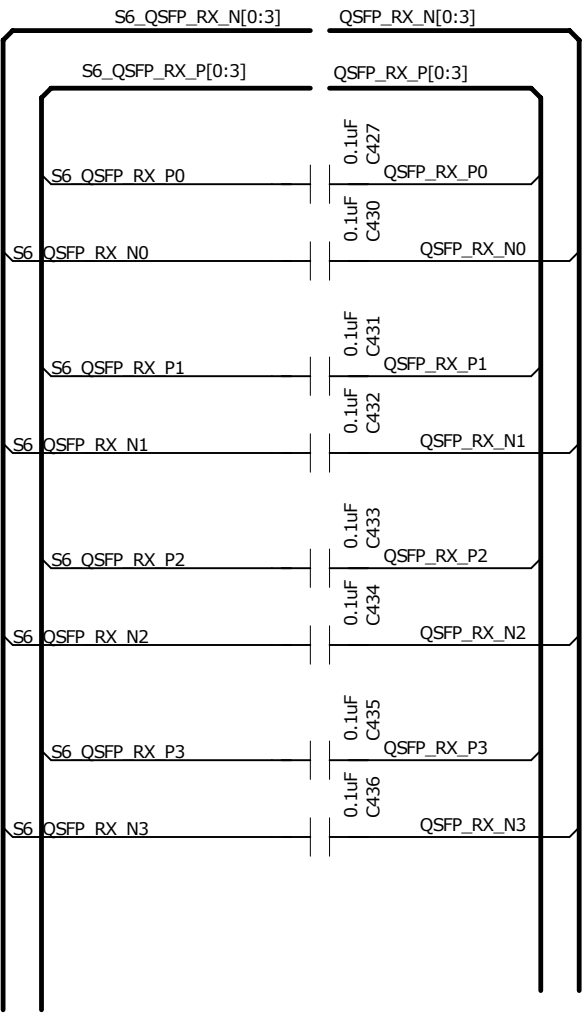 S6_QSFP_RX_N[0:3]
QSFP_RX_N[0:3]
S6_QSFP_RX_P[0:3]
QSFP_RX_P[0:3]
0.1uF
C427
S6_QSFP_RX_P0
QSFP_RX_P0
0.1uF
C430
S6_QSFP_RX_N0
QSFP_RX_N0
0.1uF
C431
S6_QSFP_RX_P1
QSFP_RX_P1
0.1uF
C432
S6_QSFP_RX_N1
QSFP_RX_N1
0.1uF
C433
S6_QSFP_RX_P2
QSFP_RX_P2
0.1uF
C434
S6_QSFP_RX_N2
QSFP_RX_N2
0.1uF
C435
S6_QSFP_RX_P3
QSFP_RX_P3
0.1uF
C436
S6_QSFP_RX_N3
QSFP_RX_N3